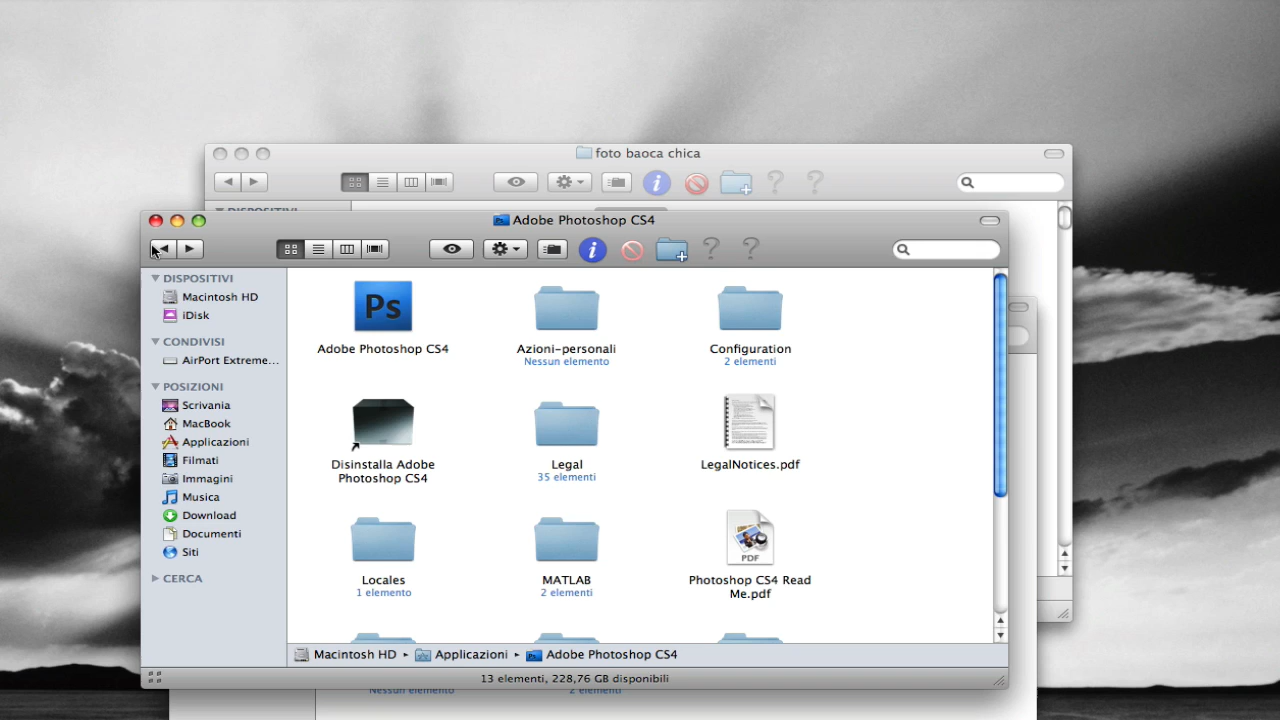 foto baoca chica
DISPOSITIVI
Adobe Photoshop CS4
DISPOSITIVI
Macintosh HD
iDisk
CONDIVISI
AirPort Extreme...
POSIZIONI
Scrivania
MacBook
Applicazioni
Filmati
Immagini
Musica
Download
Documenti
Siti
CERCA
Ps
Adobe Photoshop CS4
Azioni-personali
Nessun elemento
Configuration
2 elementi
Disinstalla Adobe
Photoshop CS4
Legal
35 elementi
LegalNotices.pdf
Locales
1 elemento
MATLAB
2 elementi
PDF
Photoshop CS4 Read
Me.pdf
Macintosh HD ▸ Applicazioni ▸ Adobe Photoshop CS4
13 elementi, 228,76 GB disponibili
Nessun elemento
2 elementi